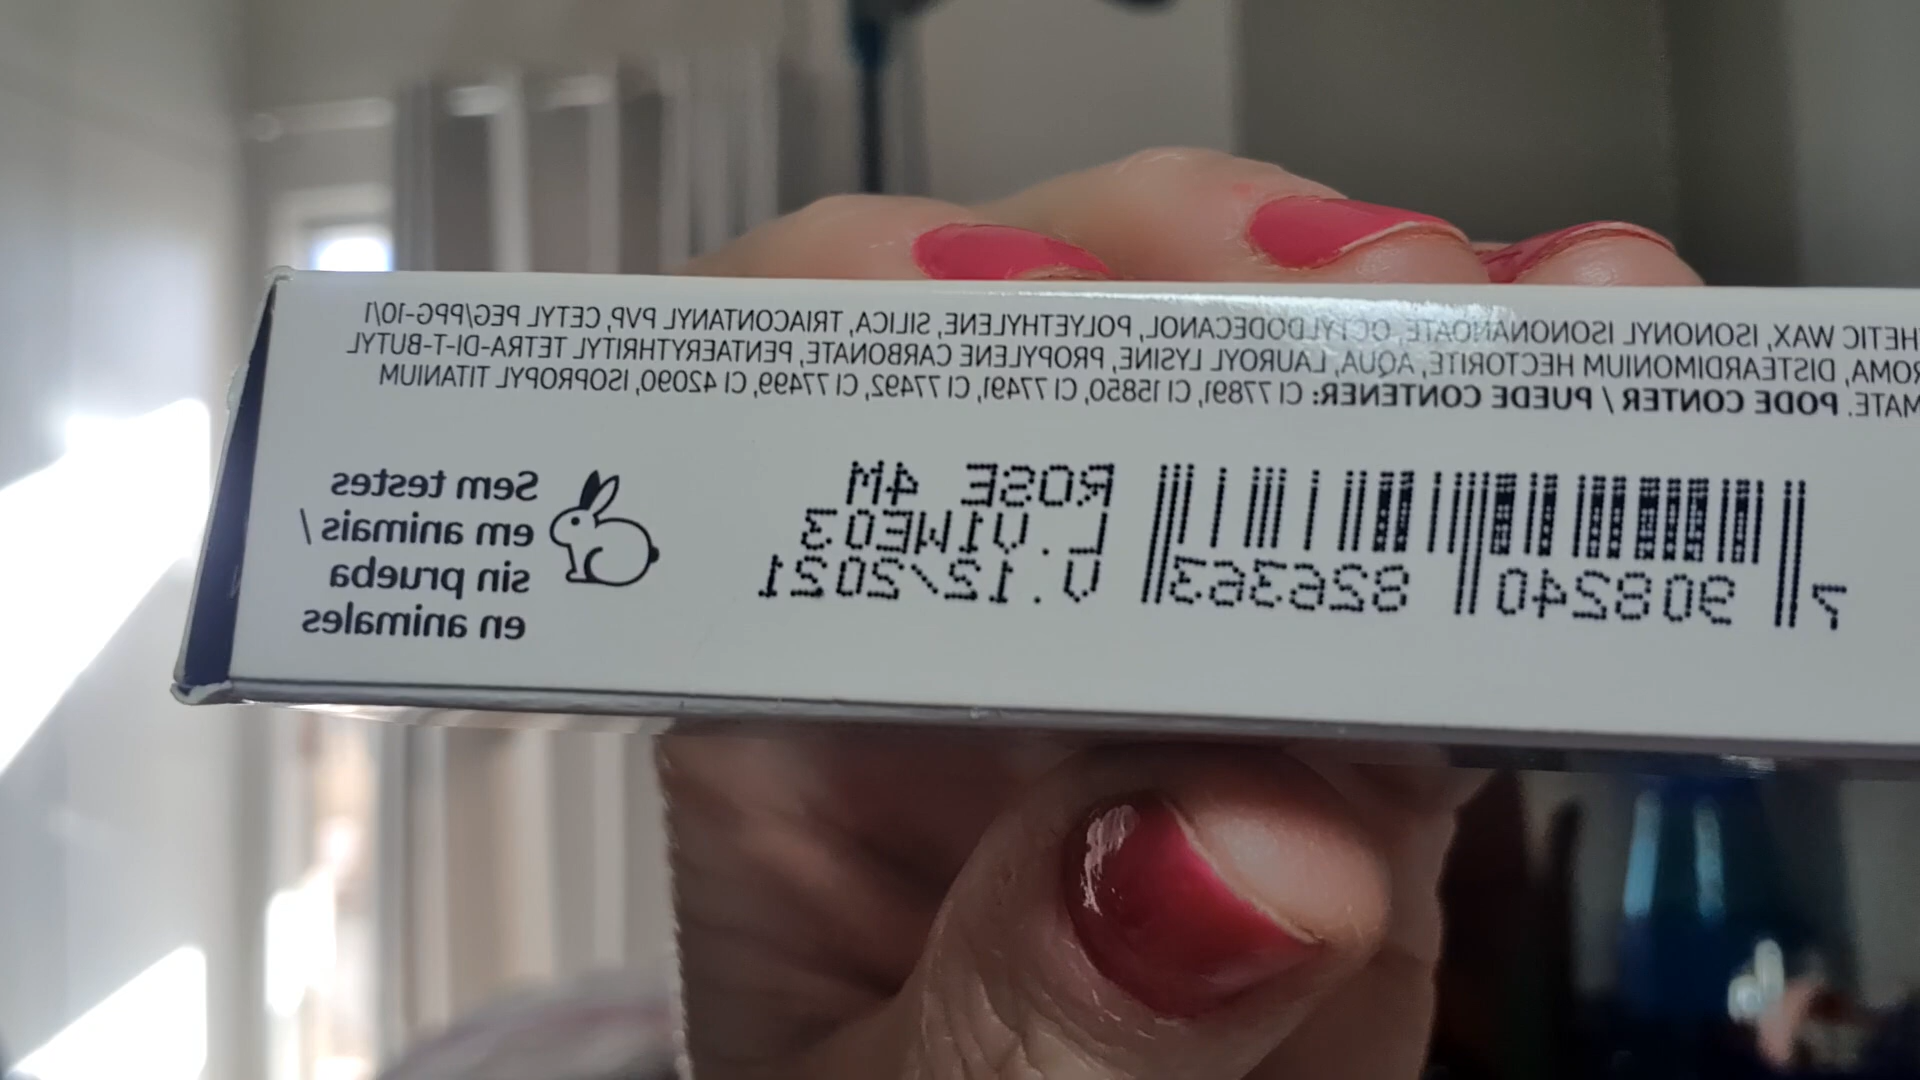 HETIC WAX, ISONONYL ISONONANOATE, OCTYLDODECANOL, POLYETHYLENE, SILICA, TRIACONTANYL PVP, CETYL PEG/PPG-10/1
ROMA, DISTEARDIMONIUM HECTORITE, AQUA, LAUROYL LYSINE, PROPYLENE CARBONATE, PENTAERYTHRITYL TETRA-DI-T-BUTYL
MATE. PODE CONTER / PUEDE CONTENER: CI 77891, CI 15850, CI 77491, CI 77492, CI 77499, CI 42090, ISOPROPYL TITANIUM
7 908240 826363
ROSE 4M
L.V1WE03
V.12/2021
Sem testes
em animais /
sin prueba
en animales